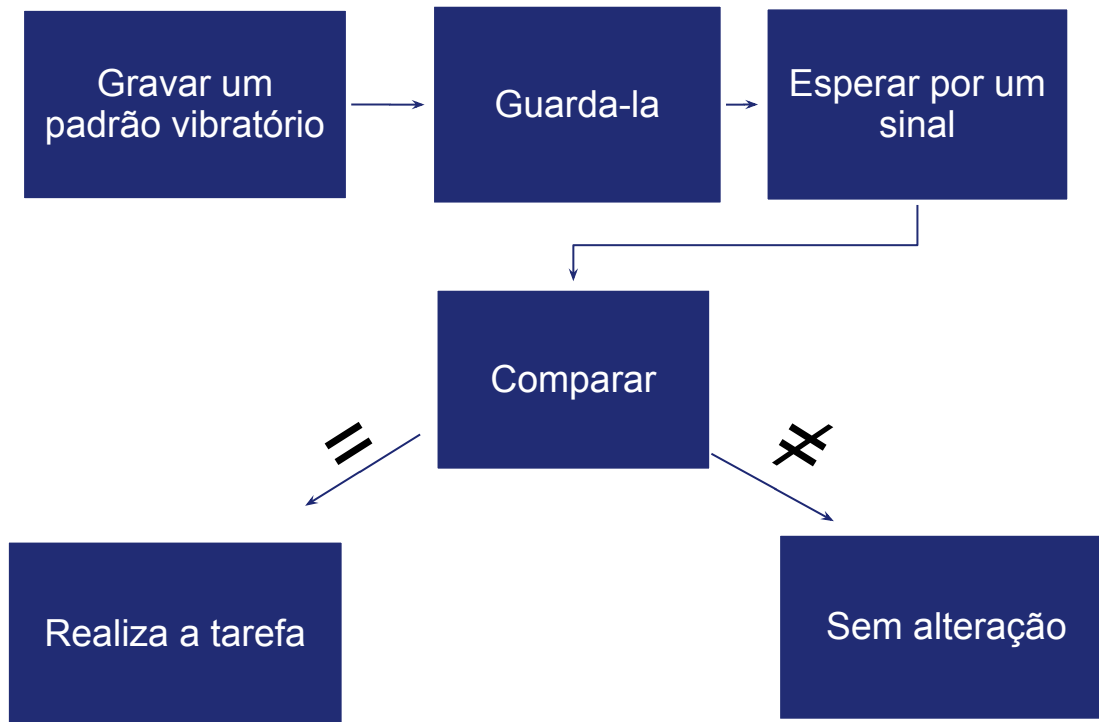 Gravar um
padrão vibratório
Guarda-la
Esperar por um
sinal
Comparar
=
≠
Realiza a tarefa
Sem alteração